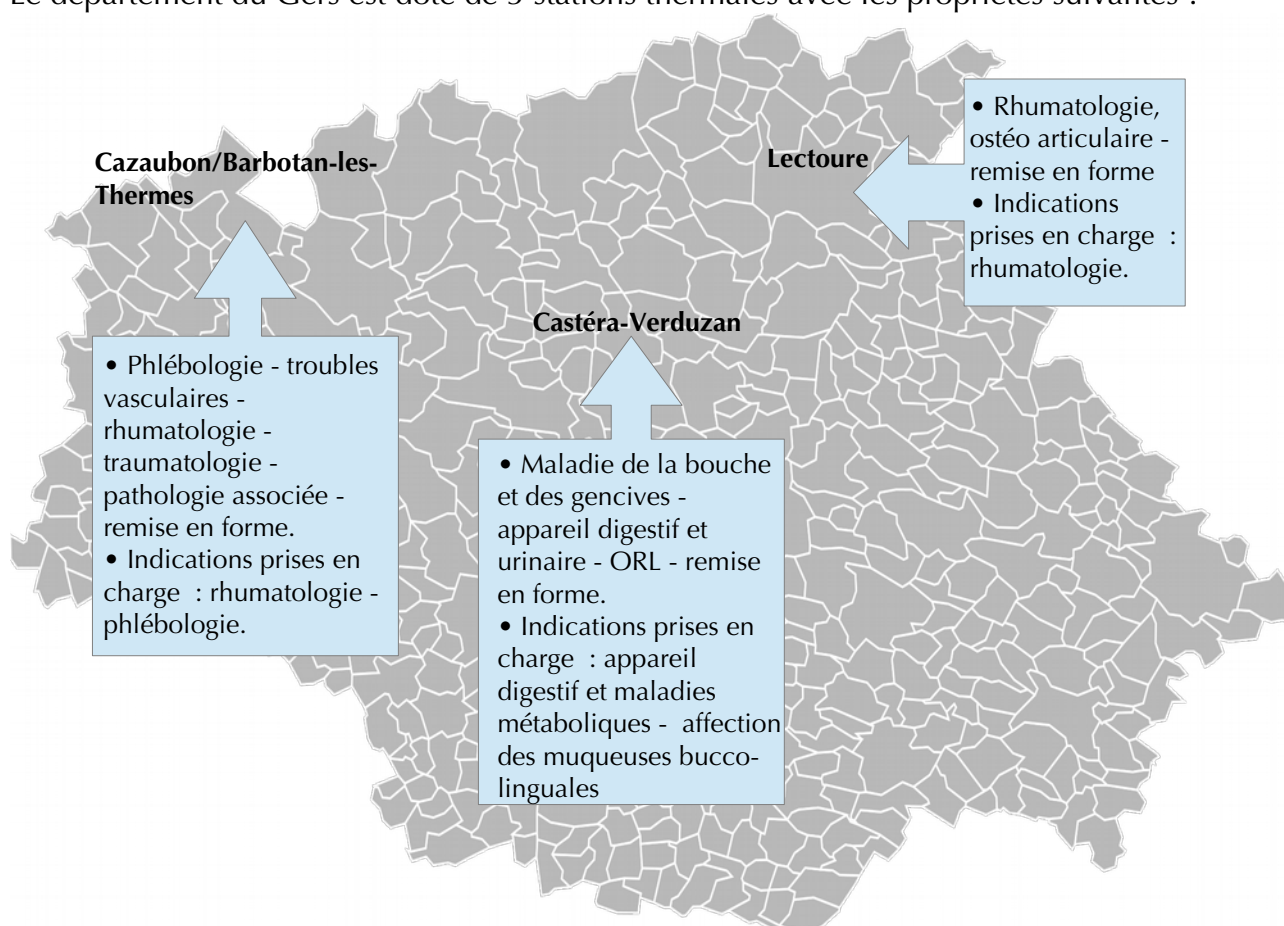 Le département du Gers est doté de 3 stations thermales avec les propriétés suivantes :
Cazaubon/Barbotan-les-
Thermes
• Phlébologie - troubles
vasculaires -
rhumatologie -
traumatologie -
pathologie associée -
remise en forme.
• Indications prises en
charge : rhumatologie -
phlébologie.
Castéra-Verduzan
• Maladie de la bouche
et des gencives -
appareil digestif et
urinaire - ORL - remise
en forme.
• Indications prises en
charge : appareil
digestif et maladies
métaboliques - affection
des muqueuses bucco-
linguales
Lectoure
• Rhumatologie,
ostéo articulaire -
remise en forme
• Indications
prises en charge :
rhumatologie.